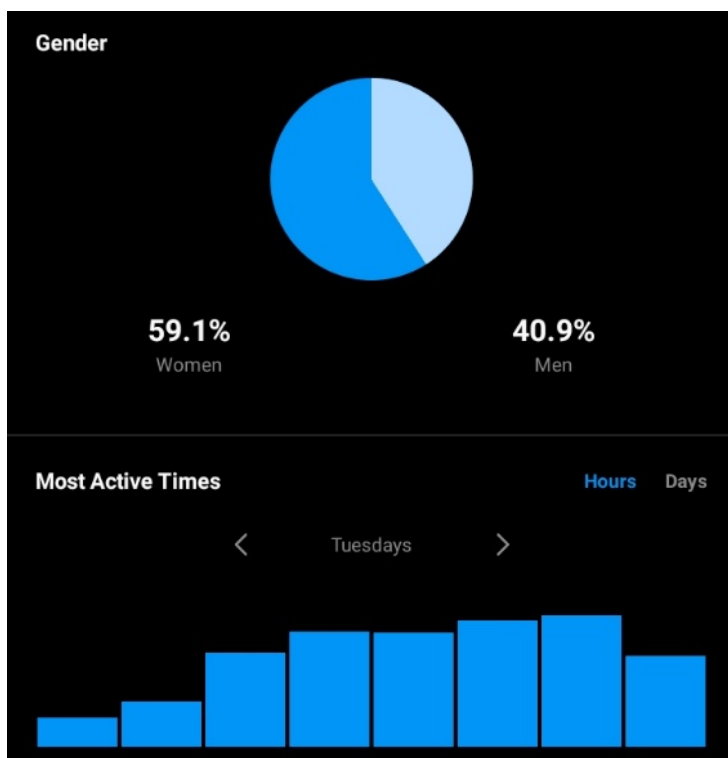 Gender
59.1% 40.9%
Women Men
Most Active Times Hours Days
Tuesdays